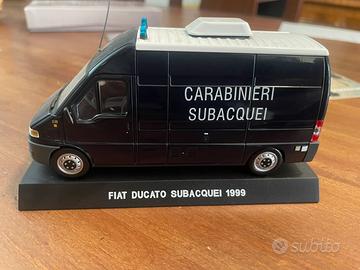 CARABINIERI
SUBACQUEI
FIAT DUCATO SUBACQUEI 1999
subito